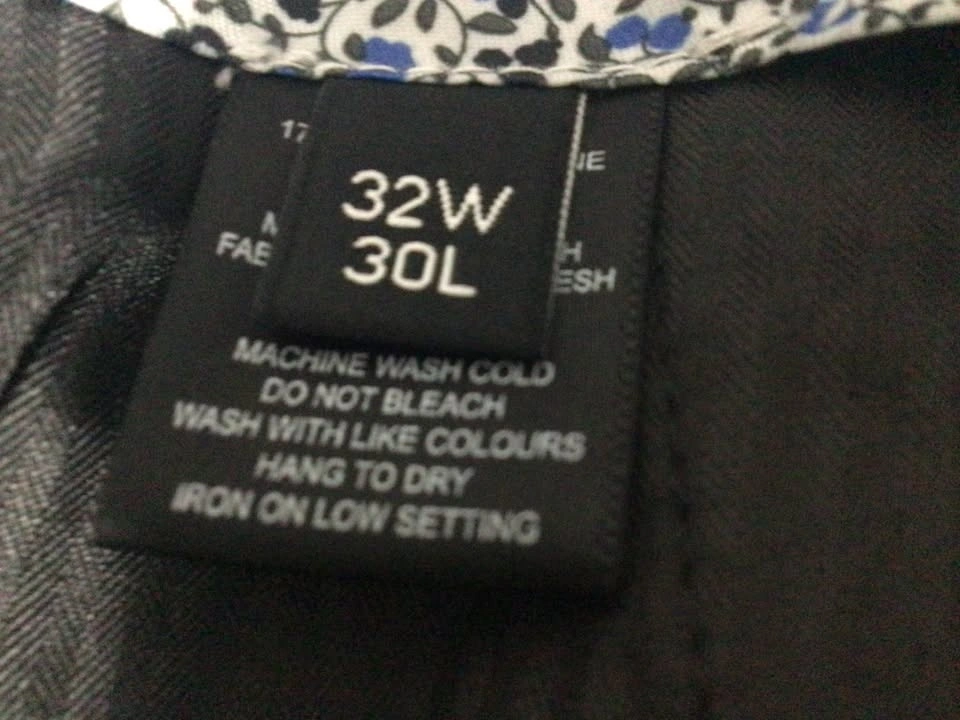 32W
30L
MACHINE WASH COLD
DO NOT BLEACH
WASH WITH LIKE COLOURS
HANG TO DRY
IRON ON LOW SETTING